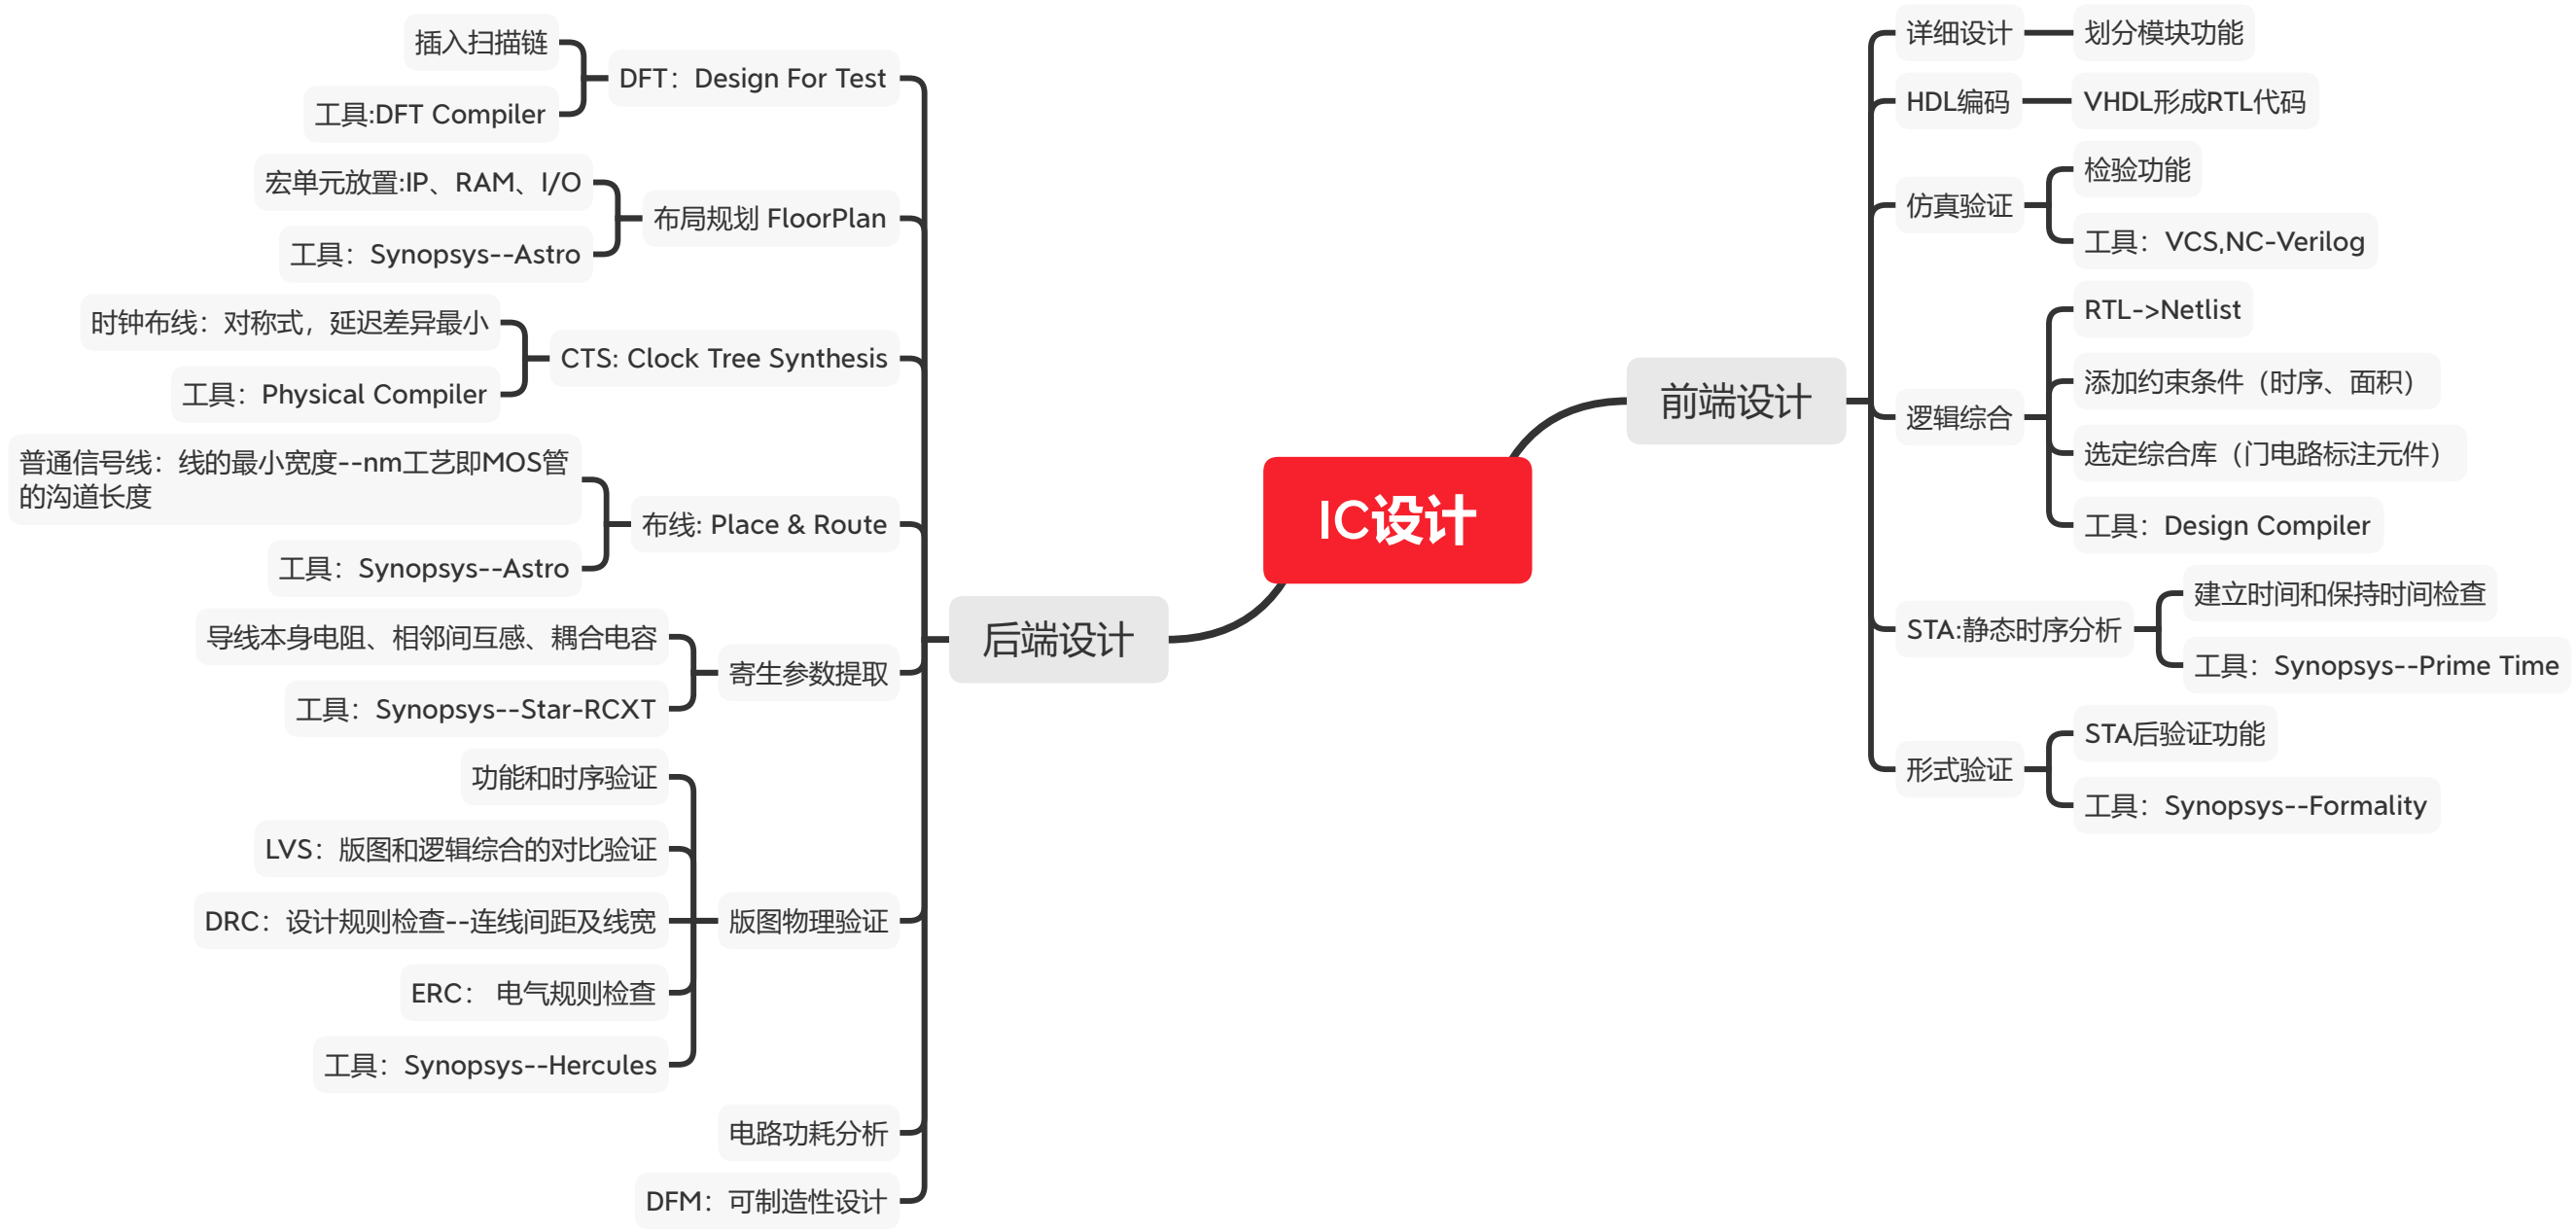 IC设计
前端设计
详细设计
划分模块功能
HDL编码
VHDL形成RTL代码
仿真验证
检验功能
工具：VCS,NC-Verilog
逻辑综合
RTL->Netlist
添加约束条件（时序、面积）
选定综合库（门电路标注元件）
工具：Design Compiler
STA:静态时序分析
建立时间和保持时间检查
工具：Synopsys--Prime Time
形式验证
STA后验证功能
工具：Synopsys--Formality
后端设计
DFT：Design For Test
插入扫描链
工具:DFT Compiler
布局规划 FloorPlan
宏单元放置:IP、RAM、I/O
工具：Synopsys--Astro
CTS: Clock Tree Synthesis
时钟布线：对称式，延迟差异最小
工具：Physical Compiler
布线: Place & Route
普通信号线：线的最小宽度--nm工艺即MOS管
的沟道长度
工具：Synopsys--Astro
寄生参数提取
导线本身电阻、相邻间互感、耦合电容
工具：Synopsys--Star-RCXT
版图物理验证
功能和时序验证
LVS：版图和逻辑综合的对比验证
DRC：设计规则检查--连线间距及线宽
ERC： 电气规则检查
工具：Synopsys--Hercules
电路功耗分析
DFM：可制造性设计